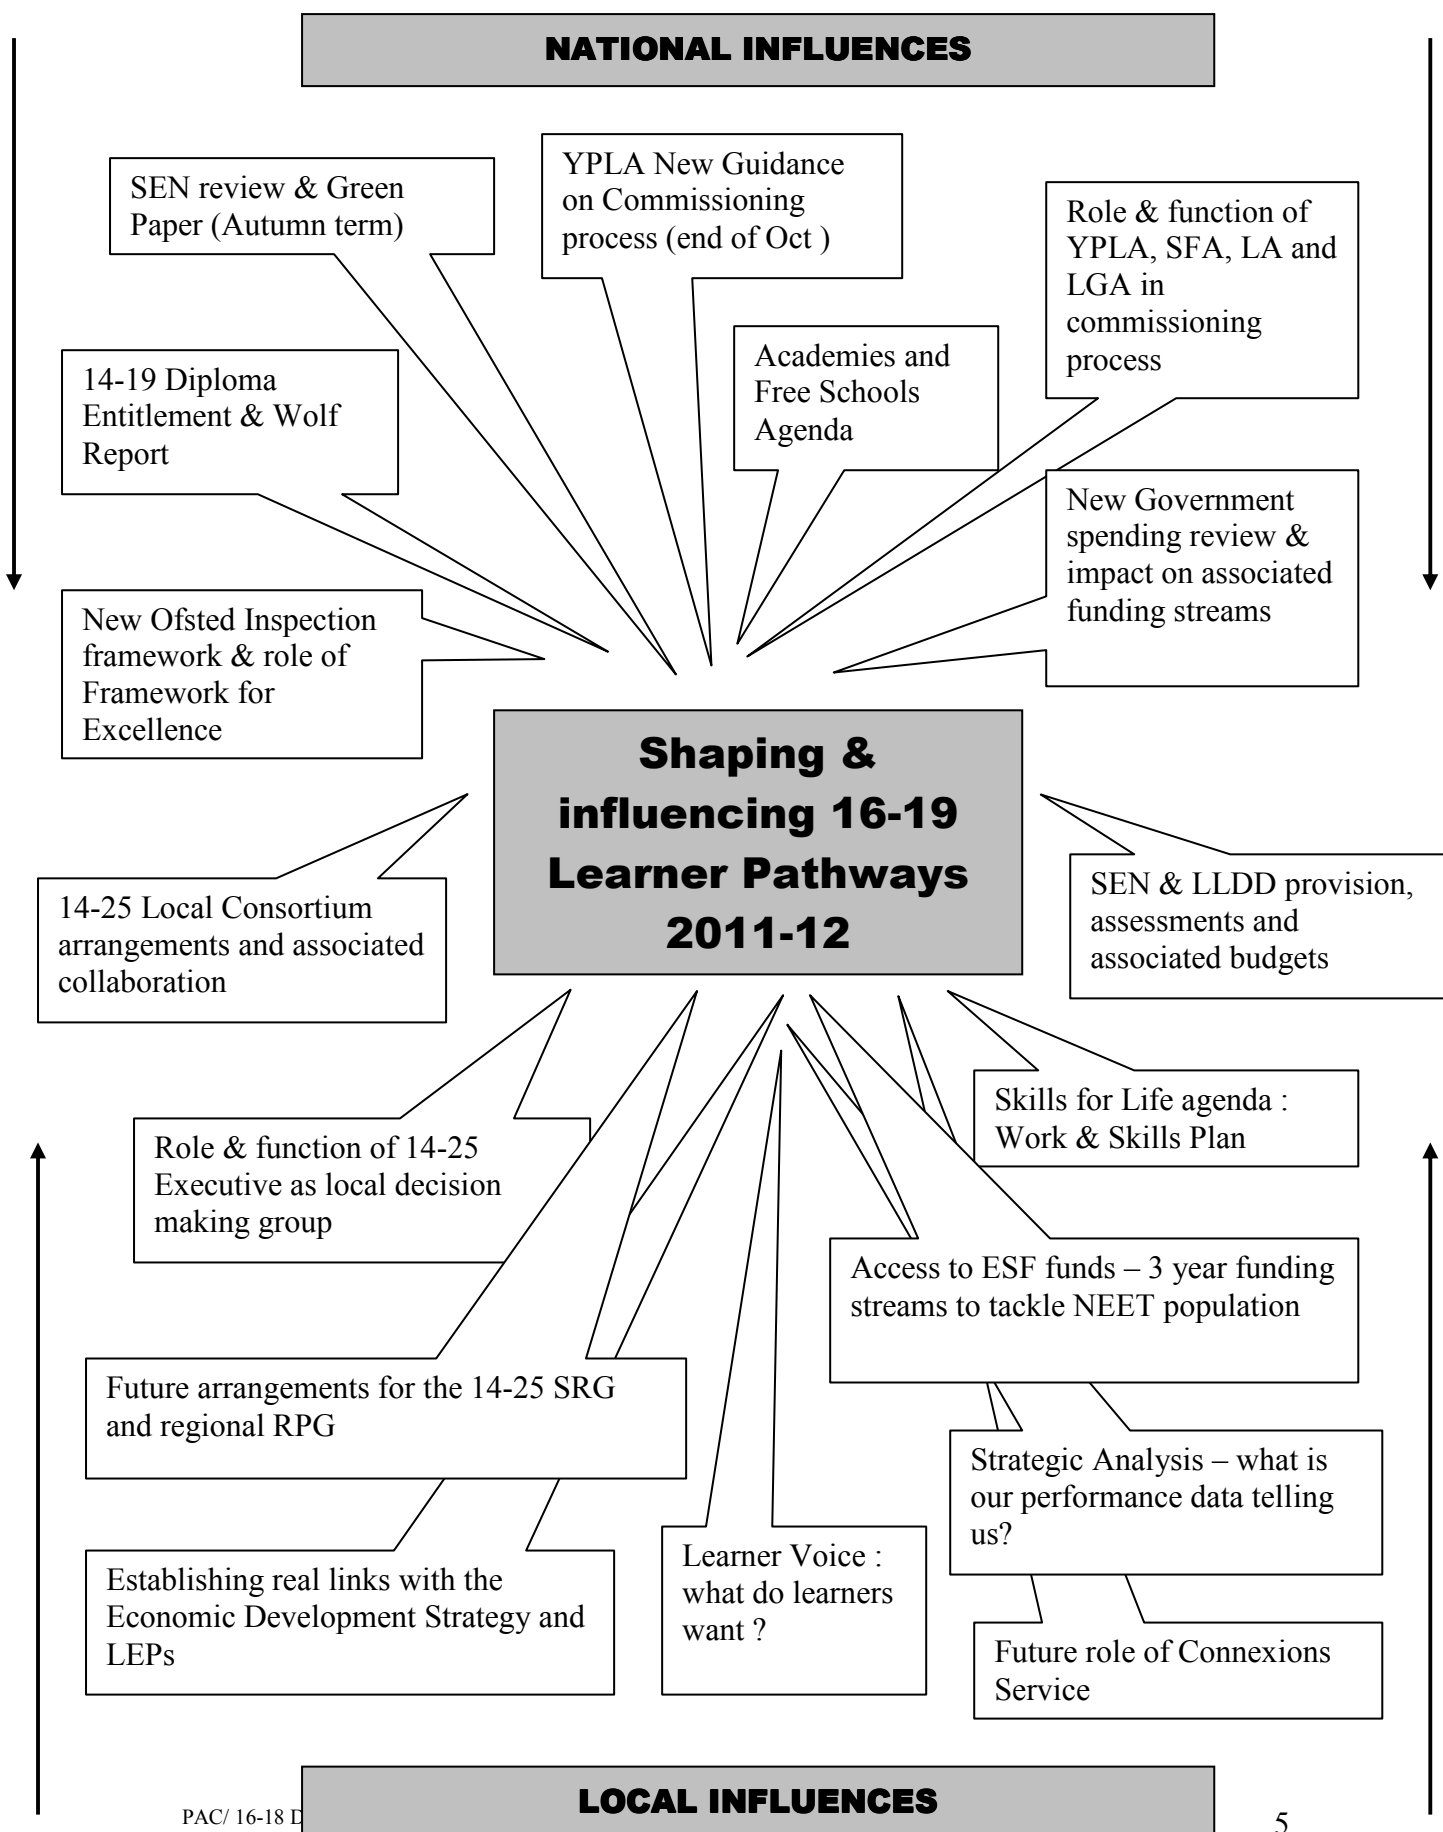 NATIONAL INFLUENCES
SEN review & Green
Paper (Autumn term)
YPLA New Guidance
on Commissioning
process (end of Oct )
Role & function of
YPLA, SFA, LA and
LGA in
commissioning
process
14-19 Diploma
Entitlement & Wolf
Report
Academies and
Free Schools
Agenda
New Government
spending review &
impact on associated
funding streams
New Ofsted Inspection
framework & role of
Framework for
Excellence
Shaping &
influencing 16-19
Learner Pathways
2011-12
14-25 Local Consortium
arrangements and associated
collaboration
SEN & LLDD provision,
assessments and
associated budgets
Role & function of 14-25
Executive as local decision
making group
Skills for Life agenda :
Work & Skills Plan
Access to ESF funds – 3 year funding
streams to tackle NEET population
Future arrangements for the 14-25 SRG
and regional RPG
Strategic Analysis – what is
our performance data telling
us?
Establishing real links with the
Economic Development Strategy and
LEPs
Learner Voice :
what do learners
want ?
Future role of Connexions
Service
LOCAL INFLUENCES
PAC/ 16-18 D
5